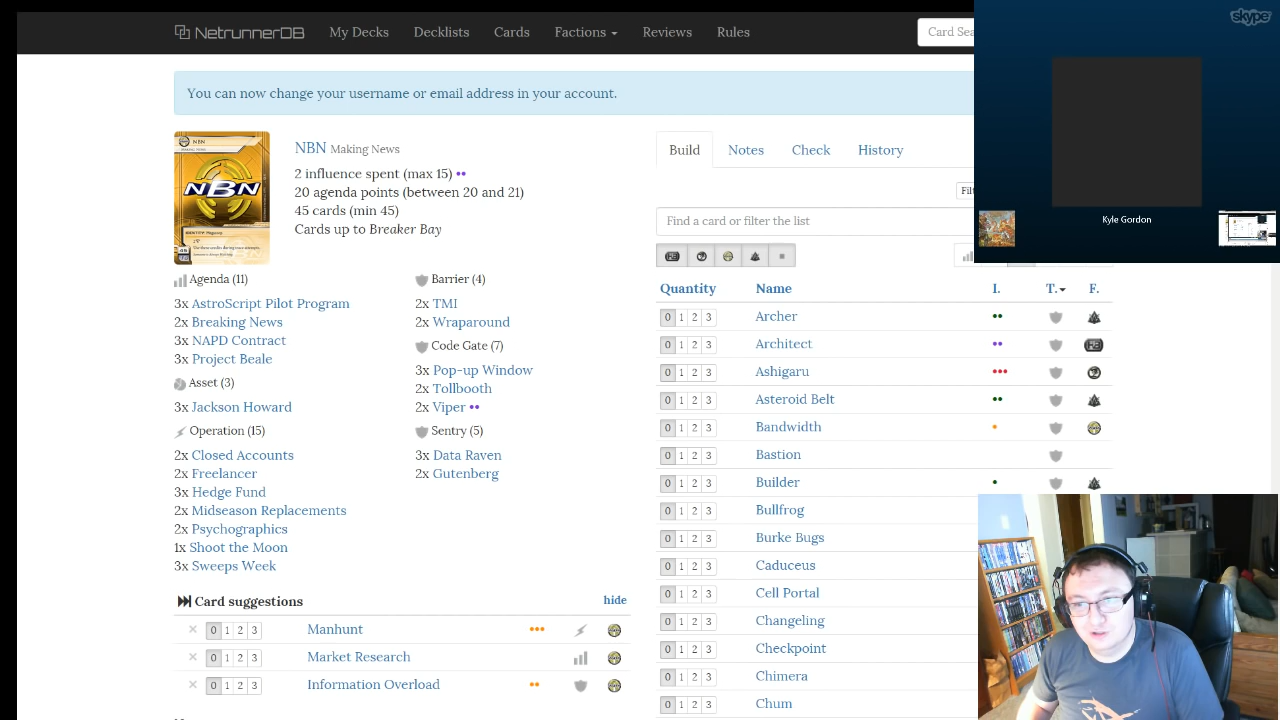 NetrunnerDB My Decks Decklists Cards Factions Reviews Rules Card Sea
skype
You can now change your username or email address in your account.
NBN Making News
2 influence spent (max 15) ••
20 agenda points (between 20 and 21)
45 cards (min 45)
Cards up to Breaker Bay
NBN
Agenda (11)
3x AstroScript Pilot Program
2x Breaking News
3x NAPD Contract
3x Project Beale
Asset (3)
3x Jackson Howard
Operation (15)
2x Closed Accounts
2x Freelancer
3x Hedge Fund
2x Midseason Replacements
2x Psychographics
1x Shoot the Moon
3x Sweeps Week
Barrier (4)
2x TMI
2x Wraparound
Code Gate (7)
3x Pop-up Window
2x Tollbooth
2x Viper ••
Sentry (5)
3x Data Raven
2x Gutenberg
Card suggestions hide
× 0 1 2 3 Manhunt •••
× 0 1 2 3 Market Research
× 0 1 2 3 Information Overload ••
Build Notes Check History
Filt
Find a card or filter the list
Quantity Name I. T. F.
0 1 2 3 Archer ••
0 1 2 3 Architect ••
0 1 2 3 Ashigaru •••
0 1 2 3 Asteroid Belt ••
0 1 2 3 Bandwidth •
0 1 2 3 Bastion
0 1 2 3 Builder •
0 1 2 3 Bullfrog
0 1 2 3 Burke Bugs
0 1 2 3 Caduceus
0 1 2 3 Cell Portal
0 1 2 3 Changeling
0 1 2 3 Checkpoint
0 1 2 3 Chimera
0 1 2 3 Chum
Kyle Gordon